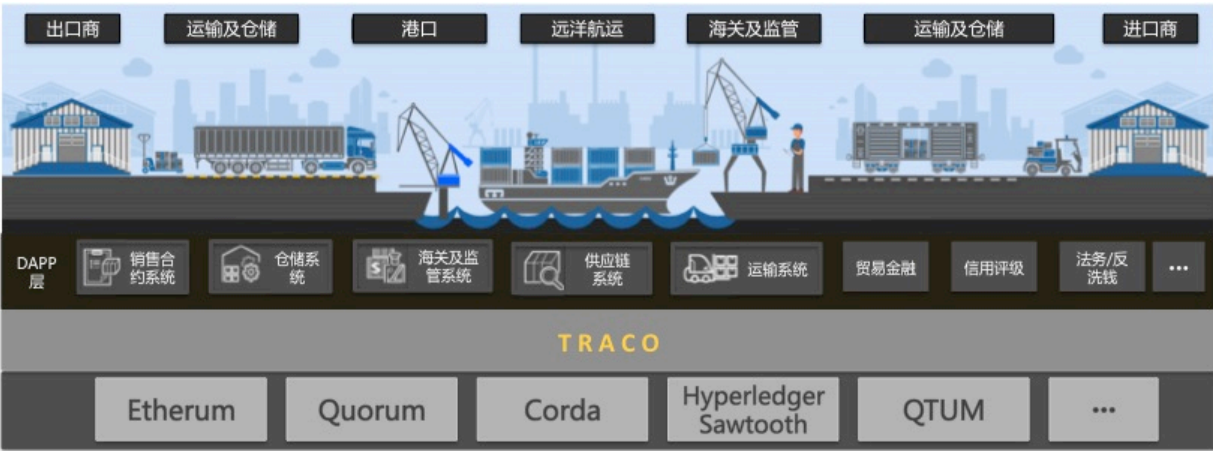 出口商
运输及仓储
港口
远洋航运
海关及监管
运输及仓储
进口商
DAPP
层
销售合
约系统
仓储系
统
海关及监
管系统
供应链
系统
运输系统
贸易金融
信用评级
法务/反
洗钱
...
TRACO
Etherum
Quorum
Corda
Hyperledger
Sawtooth
QTUM
...